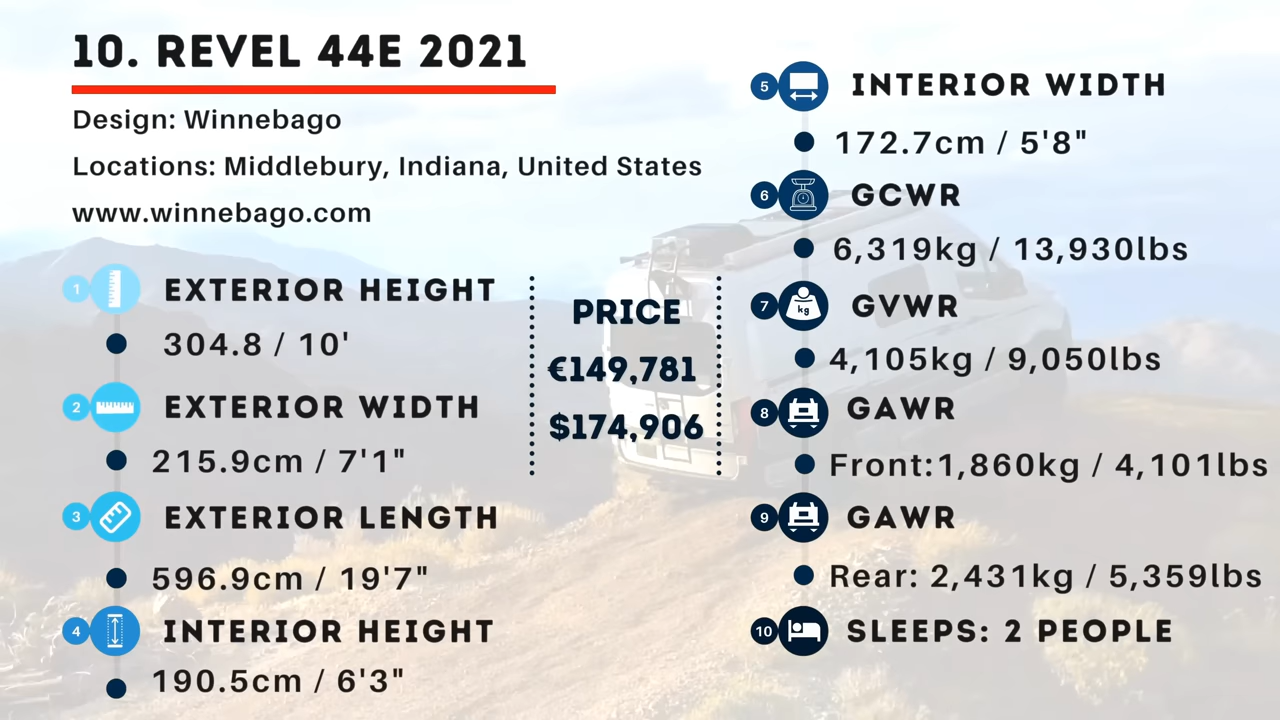 10. REVEL 44E 2021
Design: Winnebago
Locations: Middlebury, Indiana, United States
www.winnebago.com
1 EXTERIOR HEIGHT
304.8 / 10'
2 EXTERIOR WIDTH
215.9cm / 7'1"
3 EXTERIOR LENGTH
596.9cm / 19'7"
4 INTERIOR HEIGHT
190.5cm / 6'3"
PRICE
€149,781
$174,906
5 INTERIOR WIDTH
172.7cm / 5'8"
6 GCWR
6,319kg / 13,930lbs
7 kg GVWR
4,105kg / 9,050lbs
8 GAWR
Front:1,860kg / 4,101lbs
9 GAWR
Rear: 2,431kg / 5,359lbs
10 SLEEPS: 2 PEOPLE